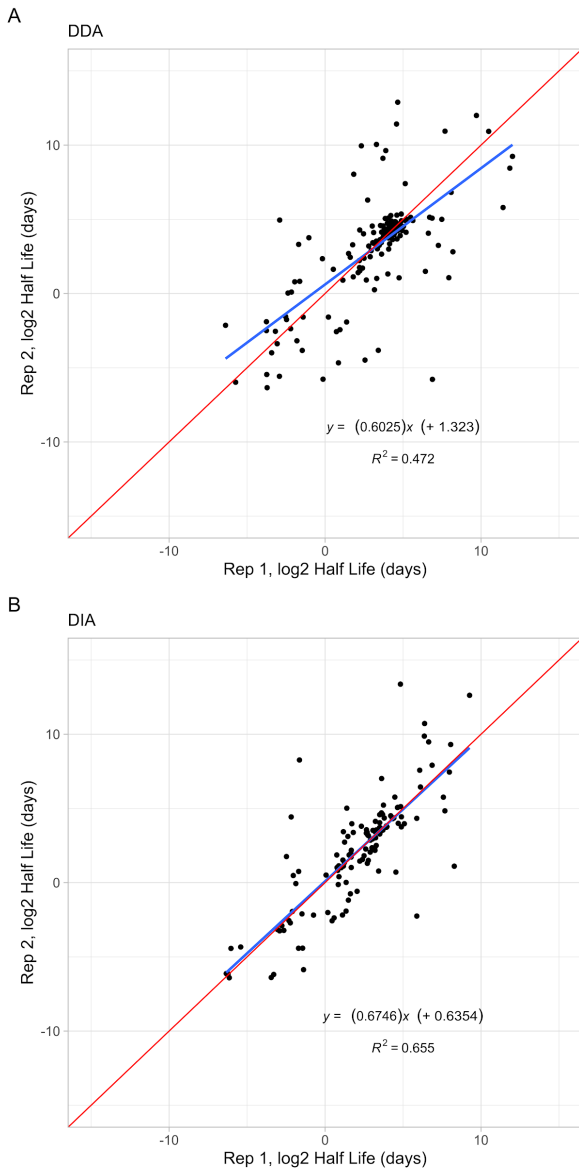 A
DDA
10
0
-10
Rep 2, log2 Half Life (days)
y = (0.6025)x (+ 1.323)
R² = 0.472
-10 0 10
Rep 1, log2 Half Life (days)
B
DIA
10
0
-10
Rep 2, log2 Half Life (days)
y = (0.6746)x (+ 0.6354)
R² = 0.655
-10 0 10
Rep 1, log2 Half Life (days)